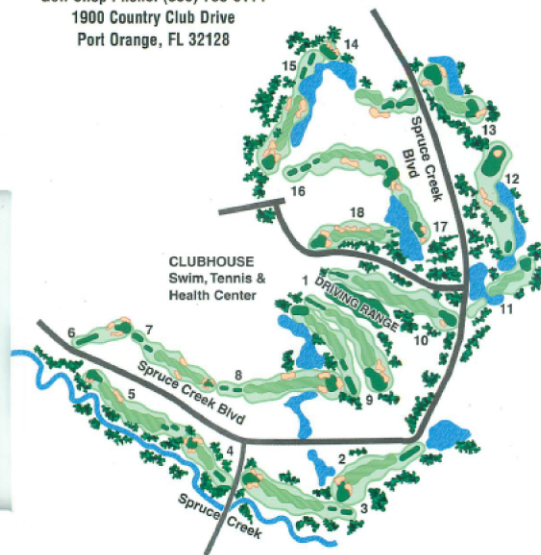 1900 Country Club Drive
Port Orange, FL 32128
14
15
13
Spruce Creek
Blvd
12
16
18
17
CLUBHOUSE
Swim, Tennis &
Health Center
1
DRIVING RANGE
11
10
6
7
8
9
5
Spruce Creek Blvd
4
2
3
Spruce Creek